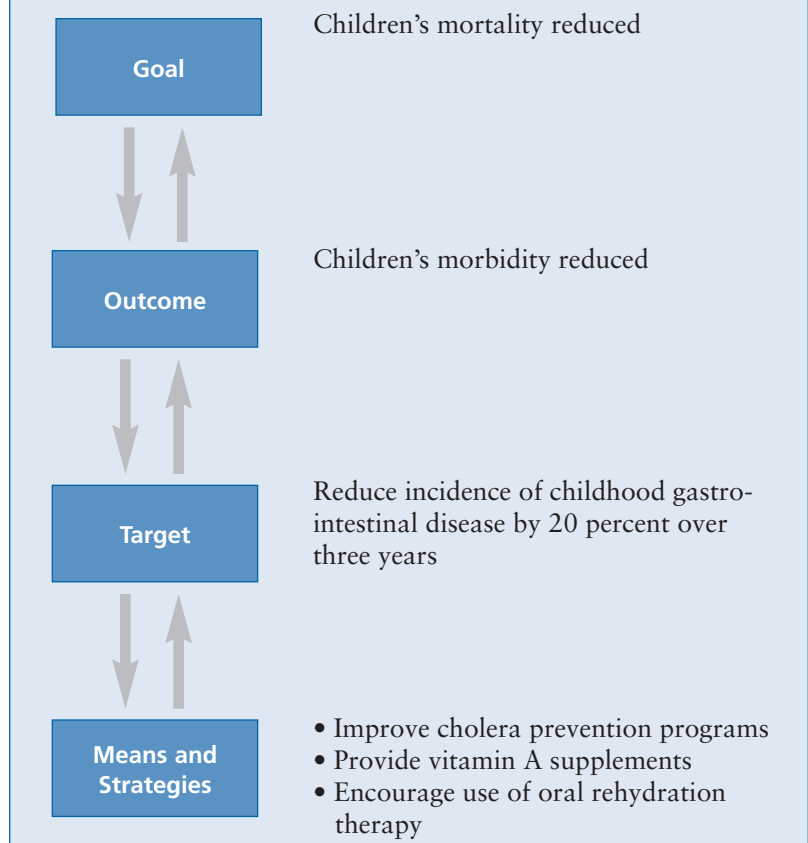 Goal
Children’s mortality reduced
Outcome
Children’s morbidity reduced
Target
Reduce incidence of childhood gastro-
intestinal disease by 20 percent over
three years
Means and
Strategies
• Improve cholera prevention programs
• Provide vitamin A supplements
• Encourage use of oral rehydration
therapy